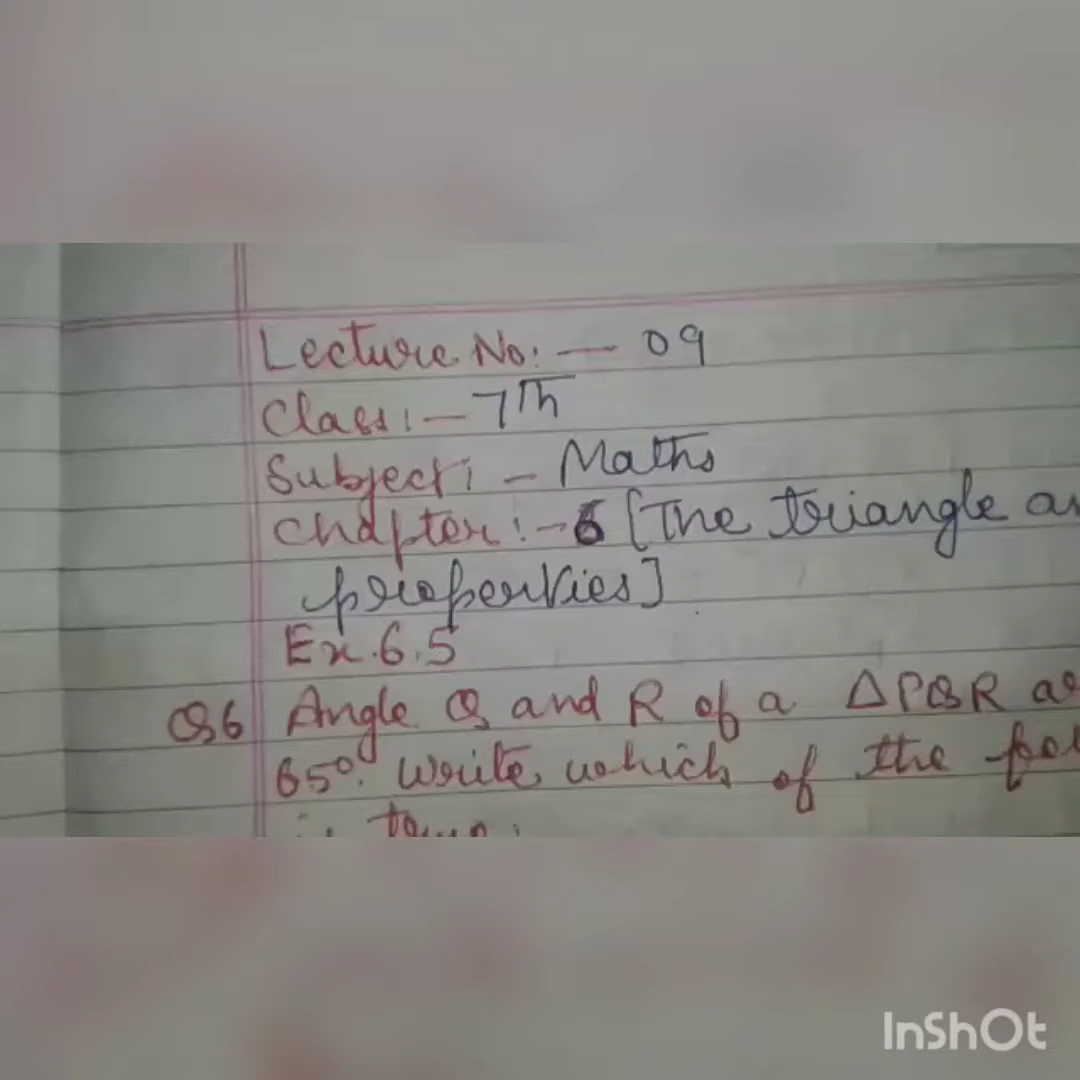 Lecture No:- 09
Class:- 7th
Subject:- Maths
Chapter:-6 [The triangle
properties]
Ex.6.5
Q6 Angle Q and R of a ΔPQR
65°. Write which of the
InShOt